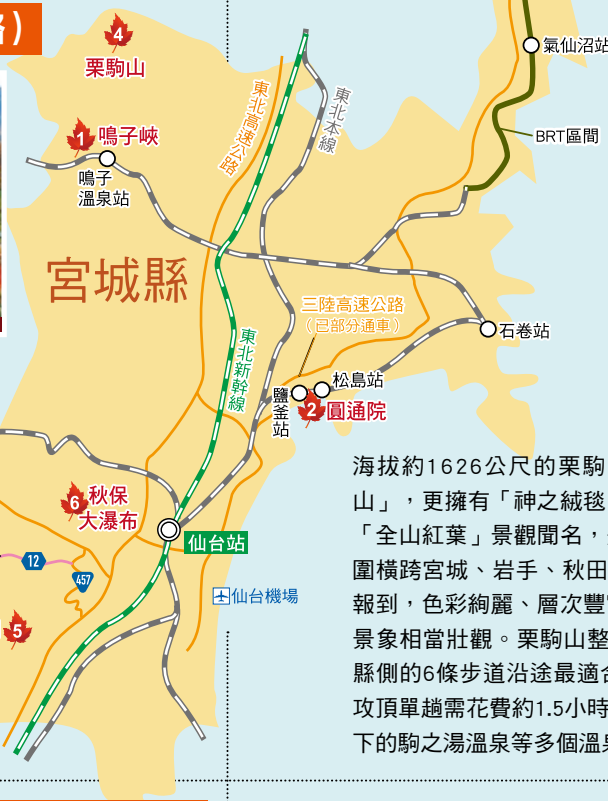 路)
4
栗駒山
氣仙沼站
東北高速公路
東北本線
1 鳴子峽
BRT區間
鳴子
溫泉站
宮城縣
三陸高速公路
(已部分通車)
石卷站
東北新幹線
松島站
鹽釜站
2 圓通院
6 秋保
大瀑布
仙台站
12
457
仙台機場
5
海拔約1626公尺的栗駒
山」,更擁有「神之絨毯
「全山紅葉」景觀聞名,
圍橫跨宮城、岩手、秋田
報到,色彩絢麗、層次豐
景象相當壯觀。栗駒山整
縣側的6條步道沿途最適合
攻頂單趟需花費約1.5小時
下的駒之湯溫泉等多個溫泉